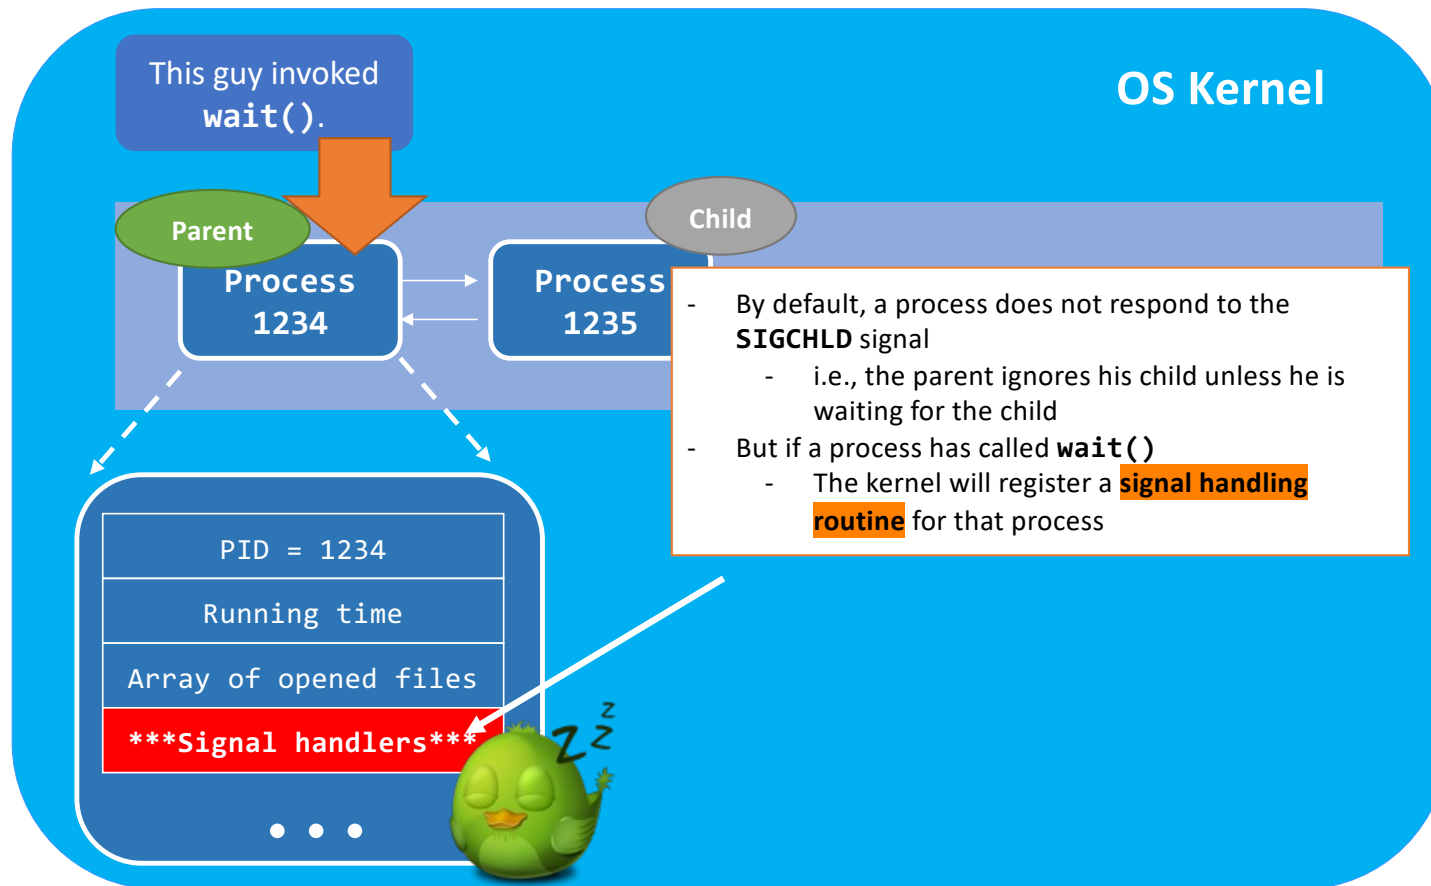 This guy invoked
wait().
OS Kernel
Parent
Child
Process
1234
Process
1235
- By default, a process does not respond to the
SIGCHLD signal
- i.e., the parent ignores his child unless he is
waiting for the child
- But if a process has called wait()
- The kernel will register a signal handling
routine for that process
PID = 1234
Running time
Array of opened files
***Signal handlers***
z
z
z
• • •